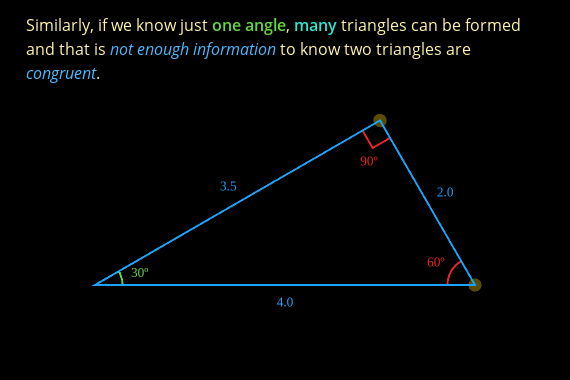 Similarly, if we know just one angle, many triangles can be formed
and that is not enough information to know two triangles are
congruent.
90º
3.5
2.0
60º
30º
4.0